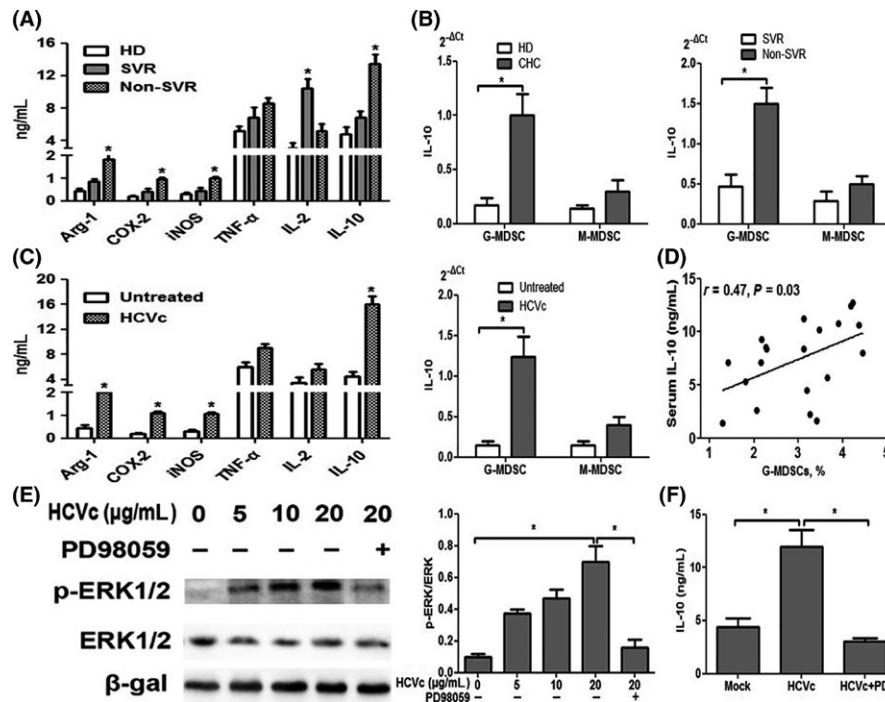 (A)
HD
SVR
Non-SVR
ng/mL
16
12
8
4
2
1
0
* * * * *
Arg-1 COX-2 iNOS TNF-α IL-2 IL-10
(B)
2-ΔCt
HD
CHC
IL-10
1.5
1.0
0.5
0.0
*
G-MDSC M-MDSC
2-ΔCt
SVR
Non-SVR
IL-10
2.0
1.5
1.0
0.5
0.0
*
G-MDSC M-MDSC
(C)
Untreated
HCVc
ng/mL
20
16
12
8
4
2
1
0
* * * *
Arg-1 COX-2 iNOS TNF-α IL-2 IL-10
2-ΔCt
Untreated
HCVc
IL-10
2.0
1.5
1.0
0.5
0.0
*
G-MDSC M-MDSC
(D)
r = 0.47, P = 0.03
Serum IL-10 (ng/mL)
15
10
5
0
1 2 3 4 5
G-MDSCs, %
(E)
HCVc (µg/mL) 0 5 10 20 20
PD98059 – – – – +
p-ERK1/2
ERK1/2
β-gal
p-ERK/ERK
1.0
0.8
0.6
0.4
0.2
0.0
* *
HCVc (µg/mL) 0 5 10 20 20
PD98059 – – – – +
(F)
IL-10 (ng/mL)
15
10
5
0
* *
Mock HCVc HCVc+PD